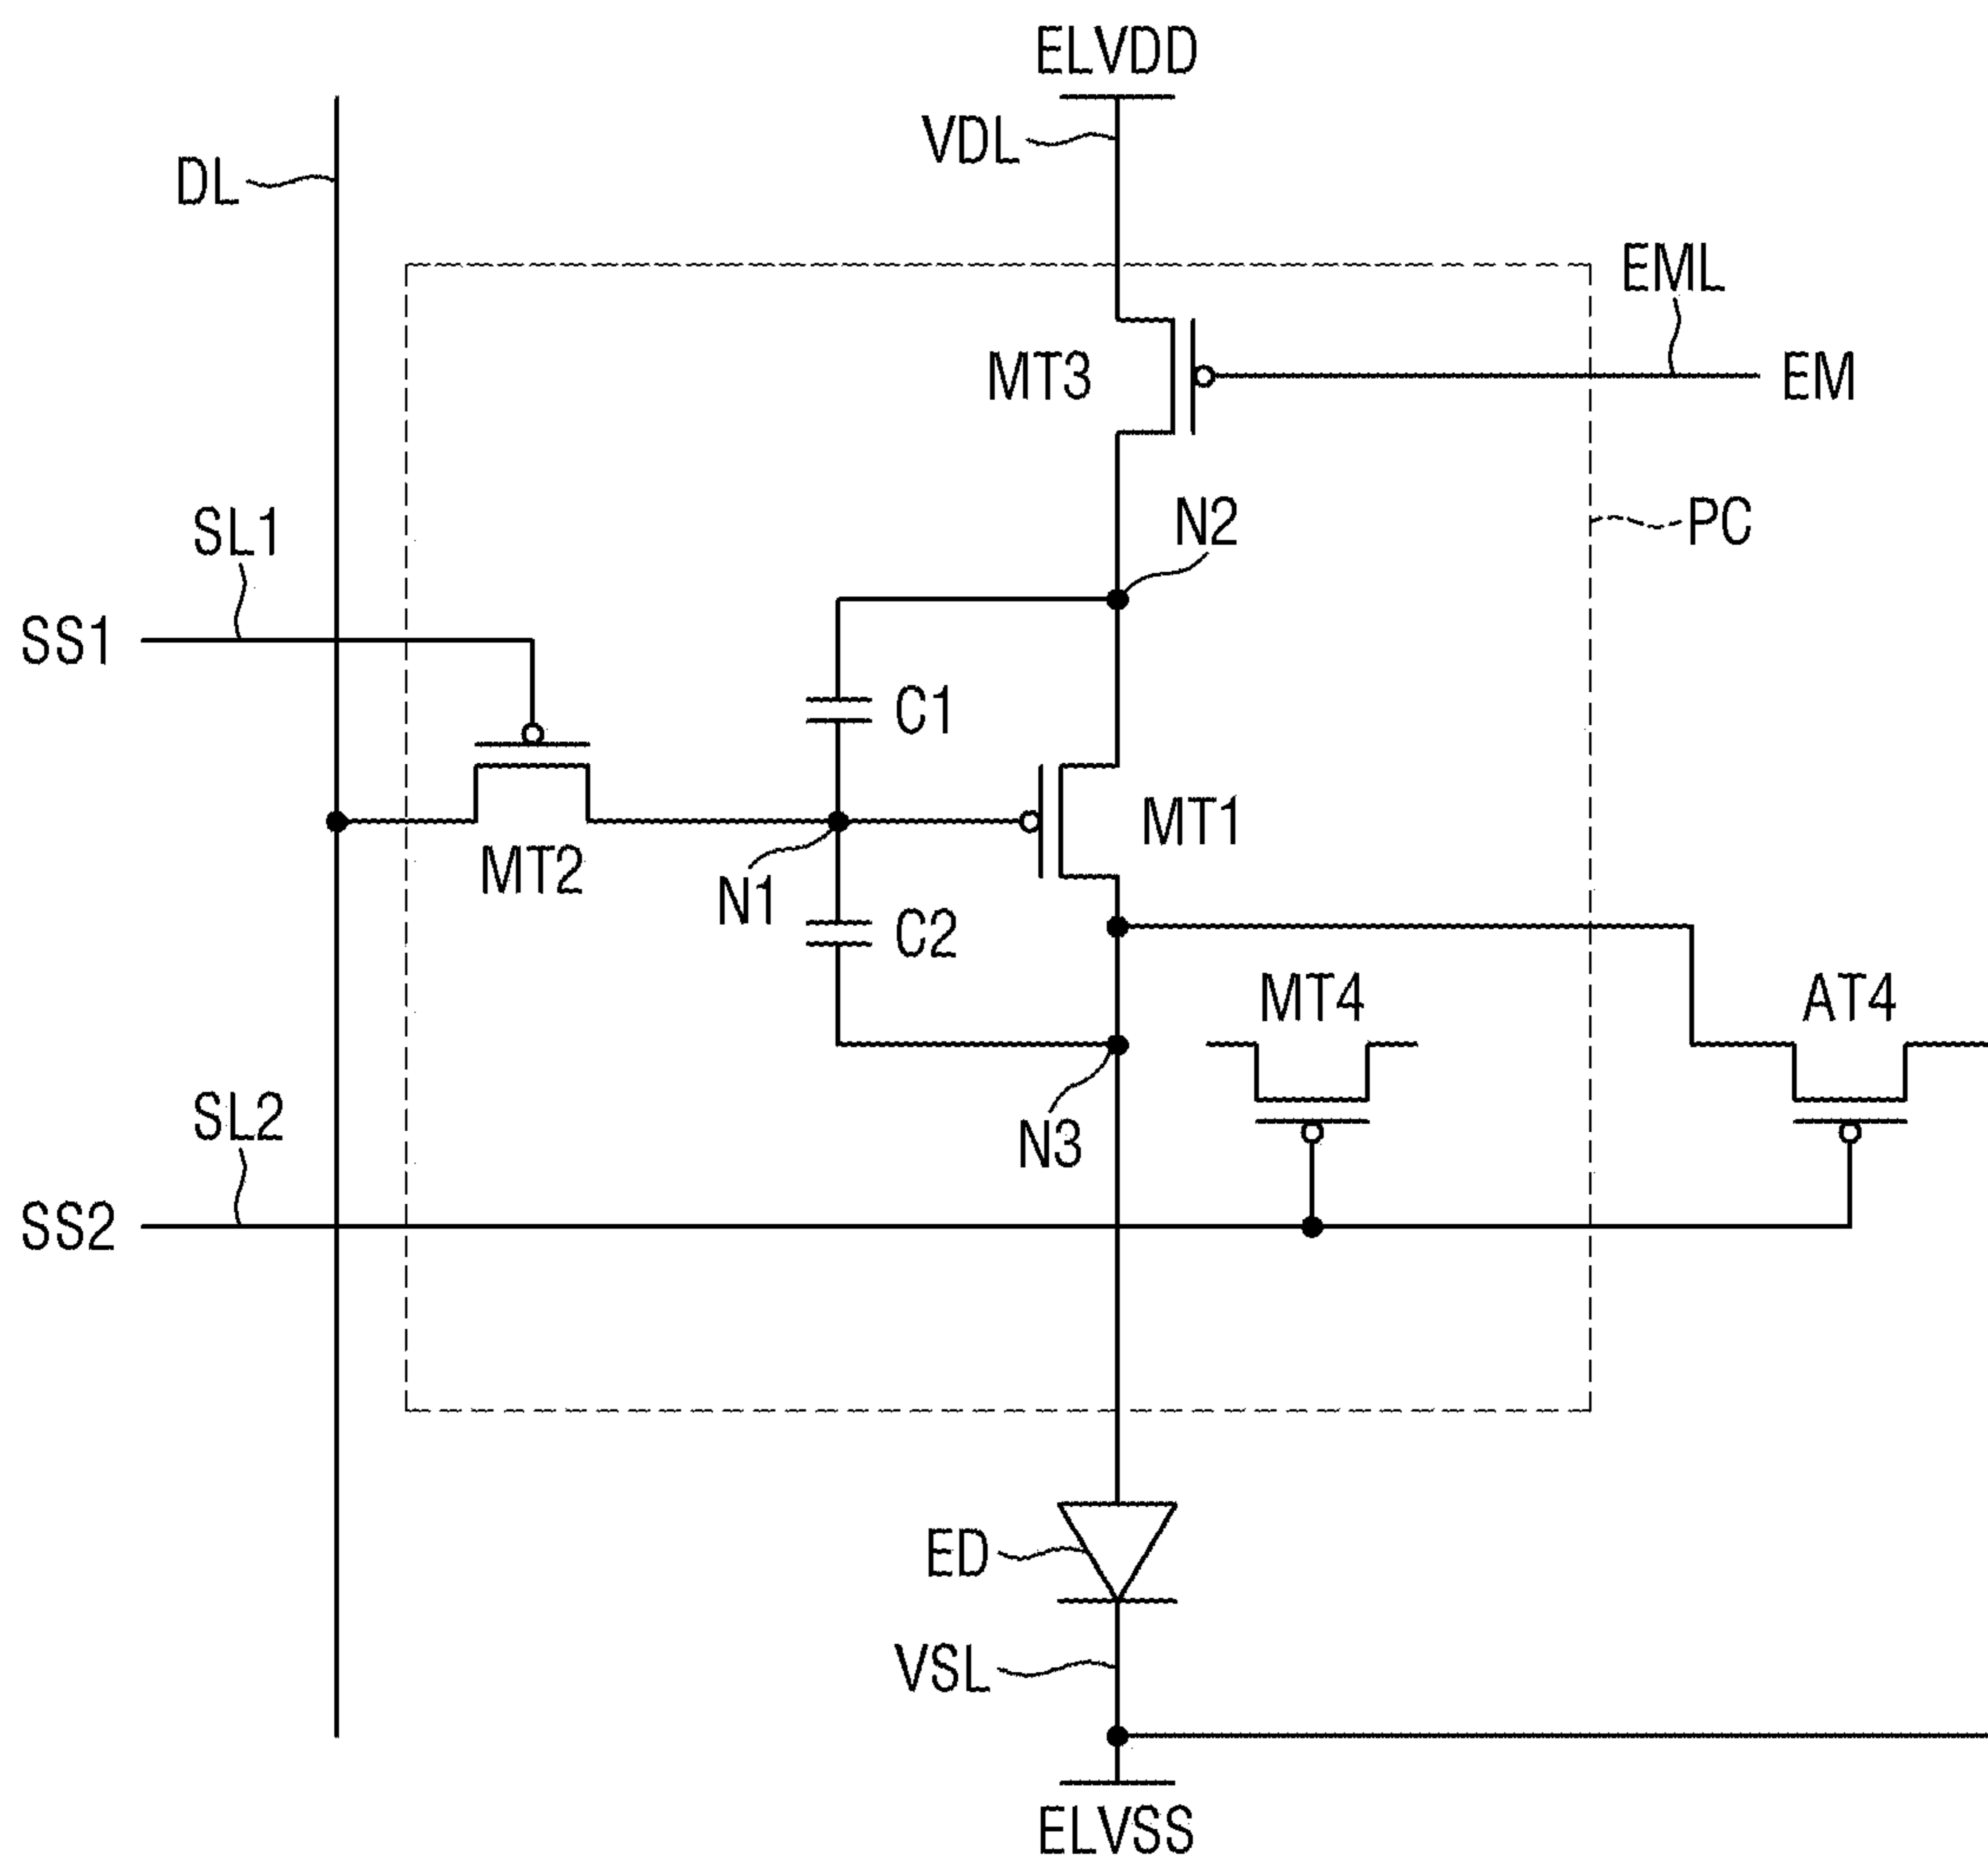 ELVDD
VDL
DL
EML
MT3
EM
N2
PC
SL1
SS1
C1
MT1
MT2
N1
C2
MT4
AT4
SL2
N3
SS2
ED
VSL
ELVSS